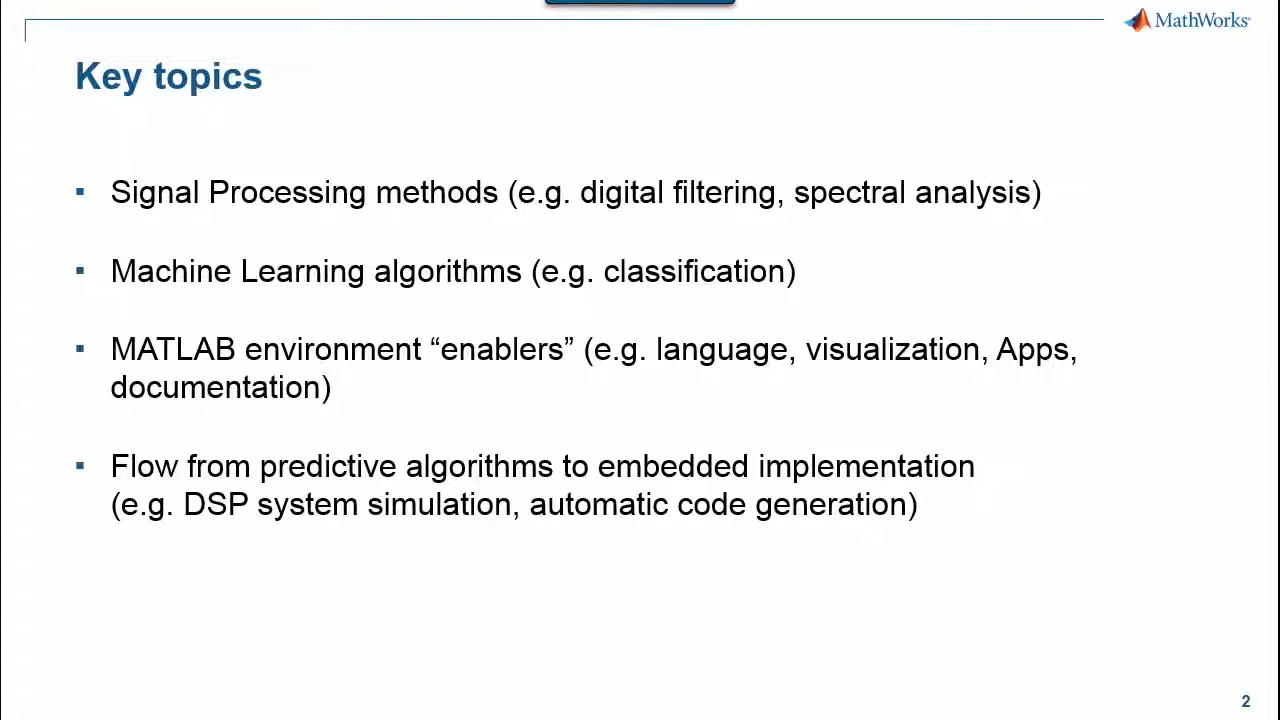 MathWorks®
Key topics
▪ Signal Processing methods (e.g. digital filtering, spectral analysis)
▪ Machine Learning algorithms (e.g. classification)
▪ MATLAB environment “enablers” (e.g. language, visualization, Apps,
documentation)
▪ Flow from predictive algorithms to embedded implementation
(e.g. DSP system simulation, automatic code generation)
2